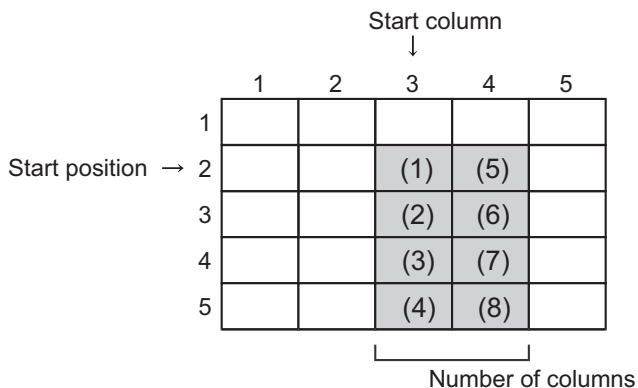 Start column
↓
1 2 3 4 5
1
Start position → 2 (1) (5)
3 (2) (6)
4 (3) (7)
5 (4) (8)
Number of columns